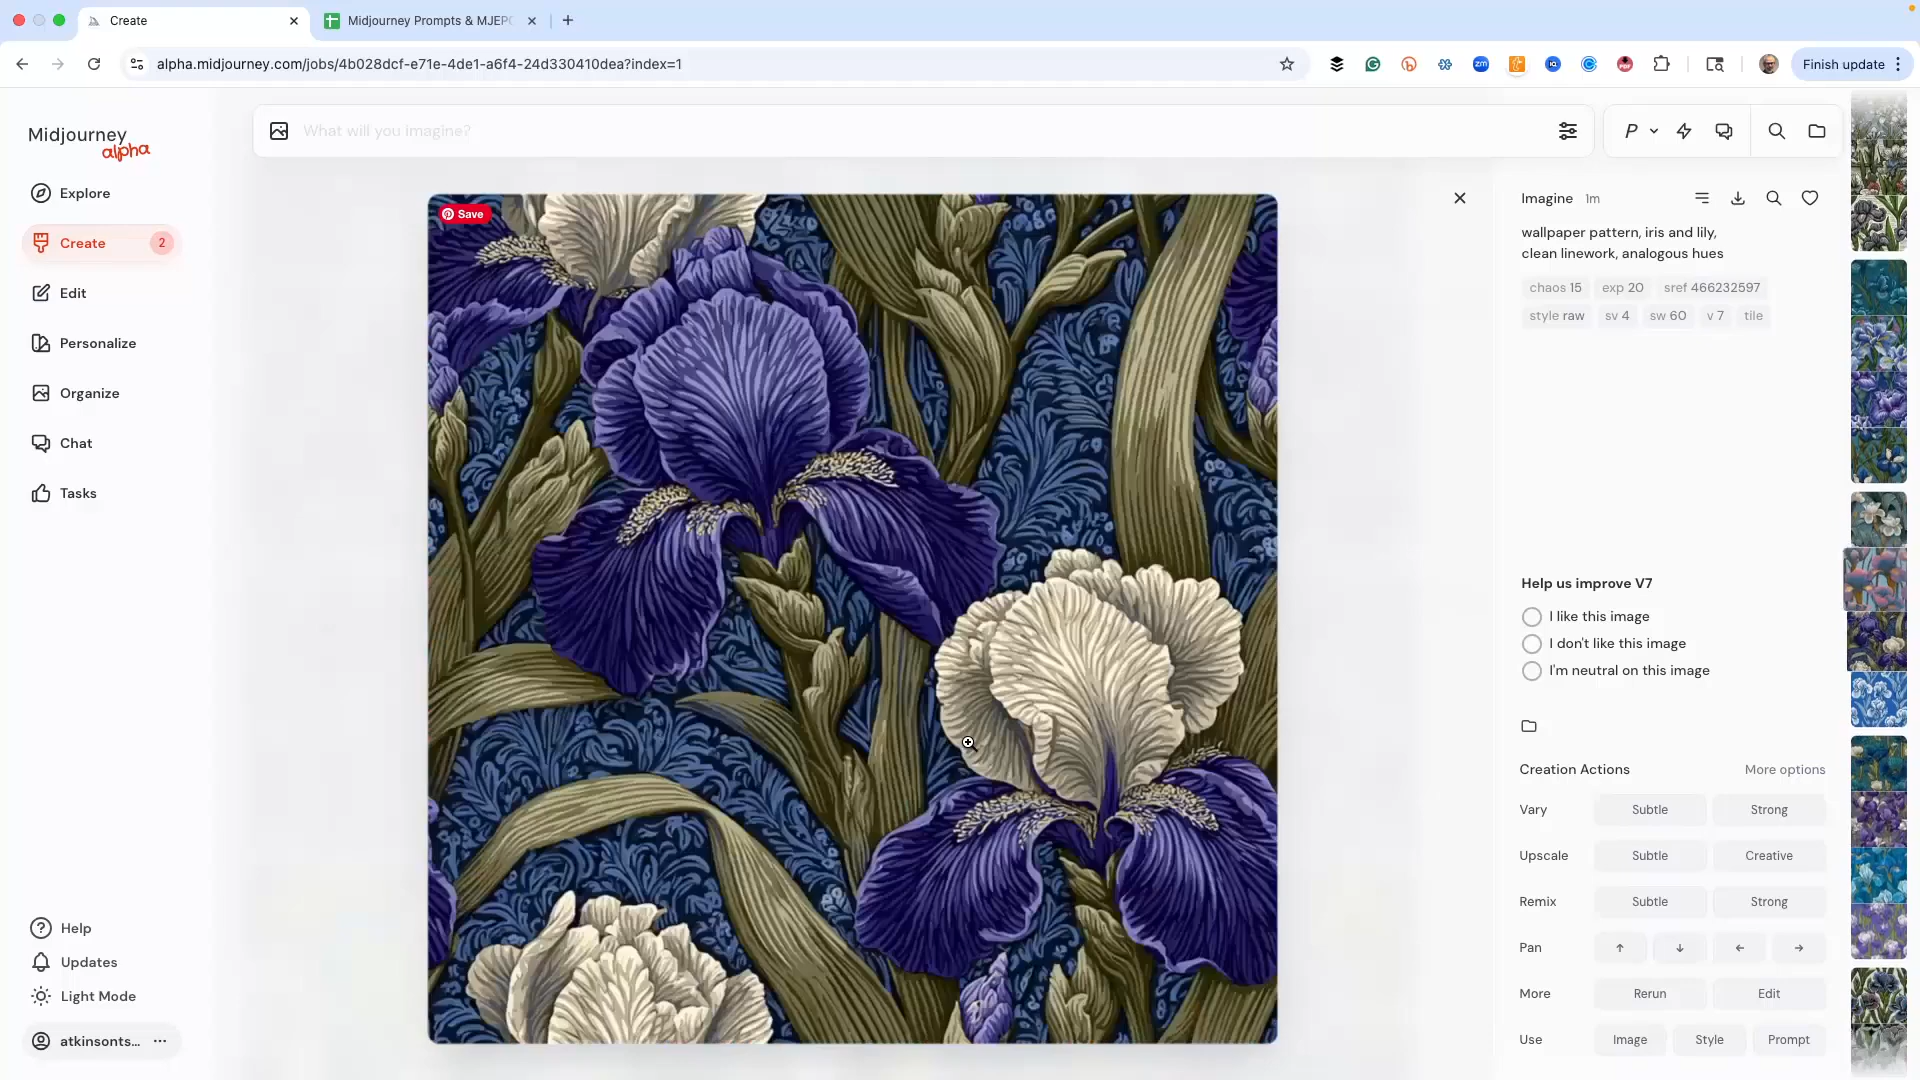 Create
Midjourney Prompts & MJEP
alpha.midjourney.com/jobs/4b028dcf-e71e-4de1-a6f4-24d330410dea?index=1
Finish update
Midjourney
alpha
What will you imagine?
P
Explore
Create 2
Edit
Personalize
Organize
Chat
Tasks
Help
Updates
Light Mode
atkinsonts...
Save
Imagine 1m
wallpaper pattern, iris and lily,
clean linework, analogous hues
chaos 15 exp 20 sref 466232597
style raw sv 4 sw 60 v 7 tile
Help us improve V7
I like this image
I don't like this image
I'm neutral on this image
Creation Actions More options
Vary Subtle Strong
Upscale Subtle Creative
Remix Subtle Strong
Pan ↑ ↓ ← →
More Rerun Edit
Use Image Style Prompt